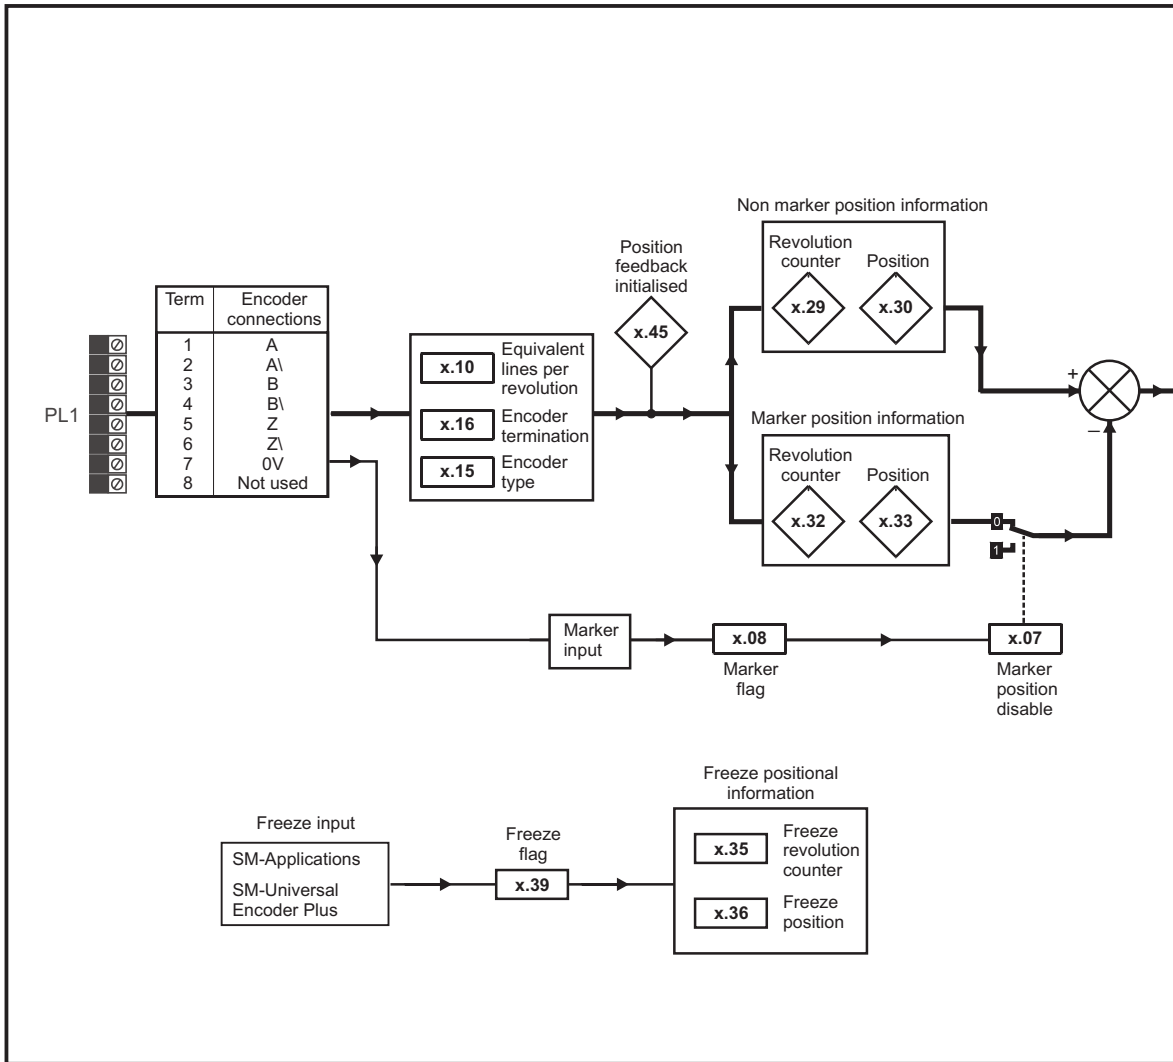 Non marker position information
Revolution
counter
Position
x.29
x.30
Position
feedback
initialised
x.45
Term
Encoder
connections
1 A
2 A\
3 B
4 B\
5 Z
6 Z\
7 0V
8 Not used
PL1
x.10
Equivalent
lines per
revolution
x.16
Encoder
termination
x.15
Encoder
type
+
–
Marker position information
Revolution
counter
Position
x.32
x.33
0
1
Marker
input
x.08
Marker
flag
x.07
Marker
position
disable
Freeze input
SM-Applications
SM-Universal
Encoder Plus
Freeze
flag
x.39
Freeze positional
information
x.35
Freeze
revolution
counter
x.36
Freeze
position